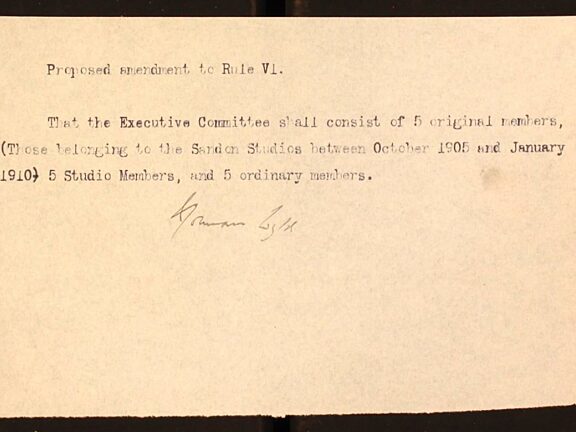 Proposed amendment to Rule VI.
That the Executive Committee shall consist of 5 original members,
(Those belonging to the Sandon Studios between October 1905 and January
1910) 5 Studio Members, and 5 ordinary members.
Norman